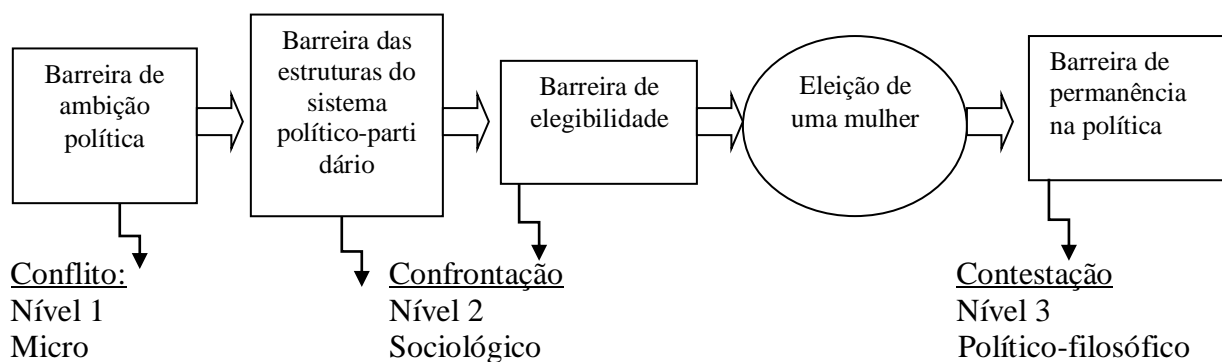 Barreira de
ambição
política
Barreira das
estruturas do
sistema
político-parti
dário
Barreira de
elegibilidade
Eleição de
uma mulher
Barreira de
permanência
na política
Conflito:
Nível 1
Micro
Confrontação
Nível 2
Sociológico
Contestação
Nível 3
Político-filosófico